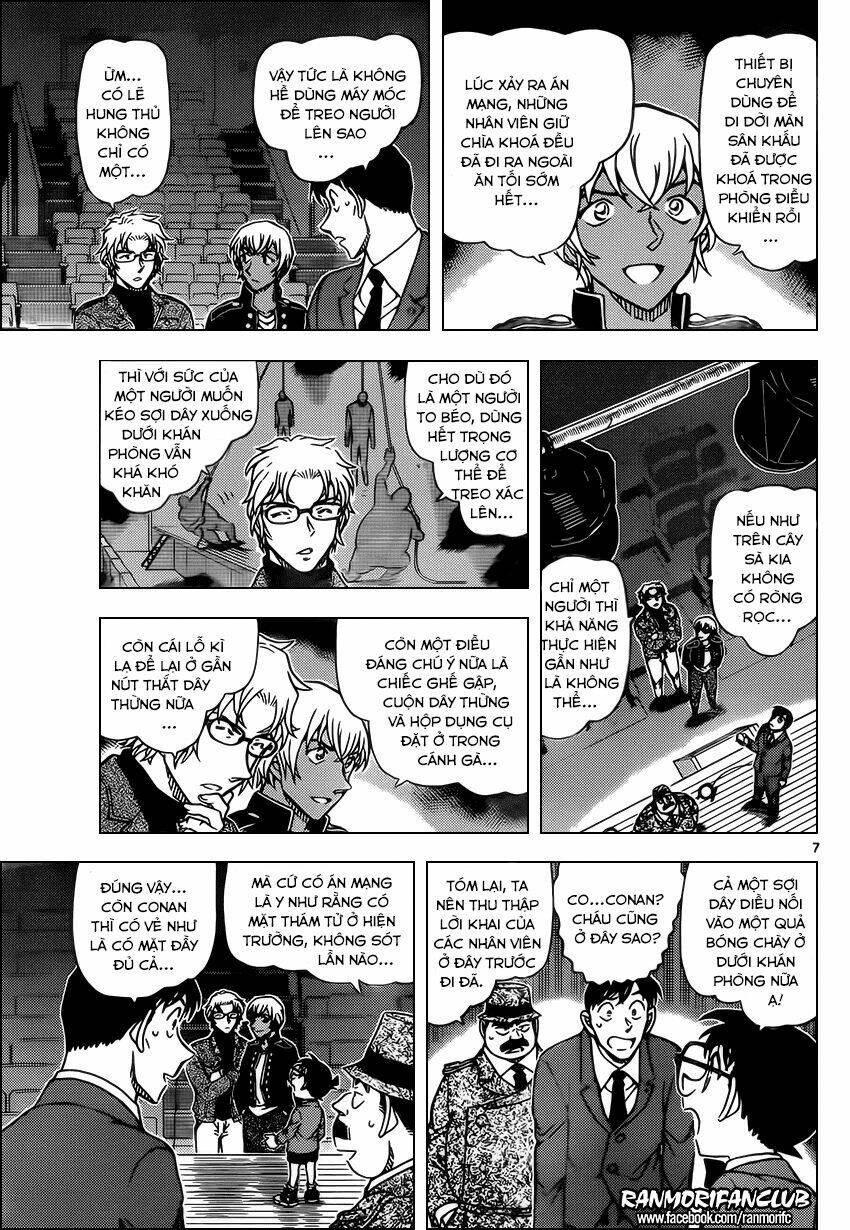 THIẾT BỊ
CHUYÊN
DÙNG ĐỂ
DI DỜI MÀN
SÂN KHẤU
ĐÃ ĐƯỢC
KHOÁ TRONG
PHÒNG ĐIỀU
KHIỂN RỒI
...
LÚC XẢY RA ÁN
MẠNG, NHỮNG
NHÂN VIÊN GIỮ
CHÌA KHOÁ ĐỀU
ĐÃ ĐI RA NGOÀI
ĂN TỐI SỚM
HẾT...
VẬY TỨC LÀ KHÔNG
HỀ DÙNG MÁY MÓC
ĐỂ TREO NGƯỜI
LÊN SAO
...
ỪM...
CÓ LẼ
HUNG THỦ
KHÔNG
CHỈ CÓ
MỘT...
NẾU NHƯ
TRÊN CÂY
SÀ KIA
KHÔNG
CÓ RÒNG
RỌC...
CHỈ MỘT
NGƯỜI THÌ
KHẢ NĂNG
THỰC HIỆN
GẦN NHƯ
LÀ KHÔNG
THỂ...
CHO DÙ ĐÓ
LÀ MỘT NGƯỜI
TO BÉO, DÙNG
HẾT TRỌNG
LƯỢNG CƠ
THỂ ĐỂ
TREO XÁC
LÊN...
THÌ VỚI SỨC CỦA
MỘT NGƯỜI MUỐN
KÉO SỢI DÂY XUỐNG
DƯỚI KHÁN
PHÒNG VẪN
KHÁ KHÓ
KHĂN
CÒN MỘT ĐIỀU
ĐÁNG CHÚ Ý NỮA LÀ
CHIẾC GHẾ GẬP,
CUỘN DÂY THỪNG
VÀ HỘP DỤNG CỤ
ĐẶT Ở TRONG
CÁNH GÀ...
CÒN CÁI LỖ KÌ
LẠ ĐỂ LẠI Ở GẦN
NÚT THẮT DÂY
THỪNG NỮA
...
7
CẢ MỘT SỢI
DÂY DIỀU NỐI
VÀO MỘT QUẢ
BÓNG CHÀY Ở
DƯỚI KHÁN
PHÒNG NỮA
Ạ!
CO...CONAN?
CHÁU CŨNG
Ở ĐÂY SAO?
TÓM LẠI, TA
NÊN THU THẬP
LỜI KHAI CỦA
CÁC NHÂN VIÊN
Ở ĐÂY TRƯỚC
ĐI ĐÃ.
MÀ CỨ CÓ ÁN MẠNG
LÀ Y NHƯ RẰNG CÓ
MẶT THÁM TỬ Ở HIỆN
TRƯỜNG, KHÔNG SÓT
LẦN NÀO...
ĐÚNG VẬY...
CÒN CONAN
THÌ CÓ VẺ NHƯ
LÀ CÓ MẶT ĐẦY
ĐỦ CẢ...
RANMORIFANCLUB
www.facebook.com/ranmorifc